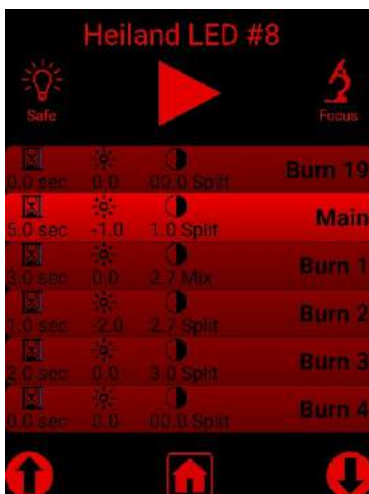 Heiland LED #8
Safe
Focus
0.0 sec 0.0 00.0 Split Burn 19
5.0 sec -1.0 1.0 Split Main
3.0 sec 0.0 2.7 Mix Burn 1
1.0 sec -2.0 2.7 Split Burn 2
2.0 sec 0.0 3.0 Split Burn 3
0.0 sec 0.0 00.0 Split Burn 4